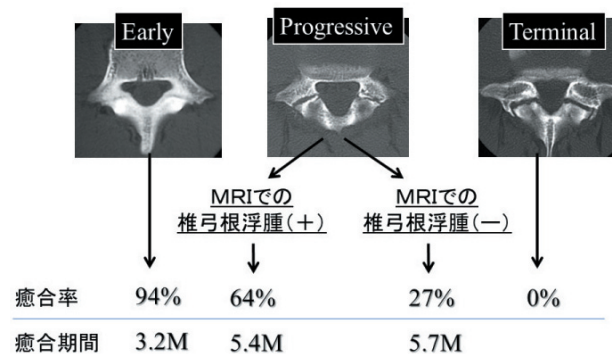 Early Progressive Terminal
MRIでの MRIでの
椎弓根浮腫(+) 椎弓根浮腫(—)
癒合率 94% 64% 27% 0%
癒合期間 3.2M 5.4M 5.7M